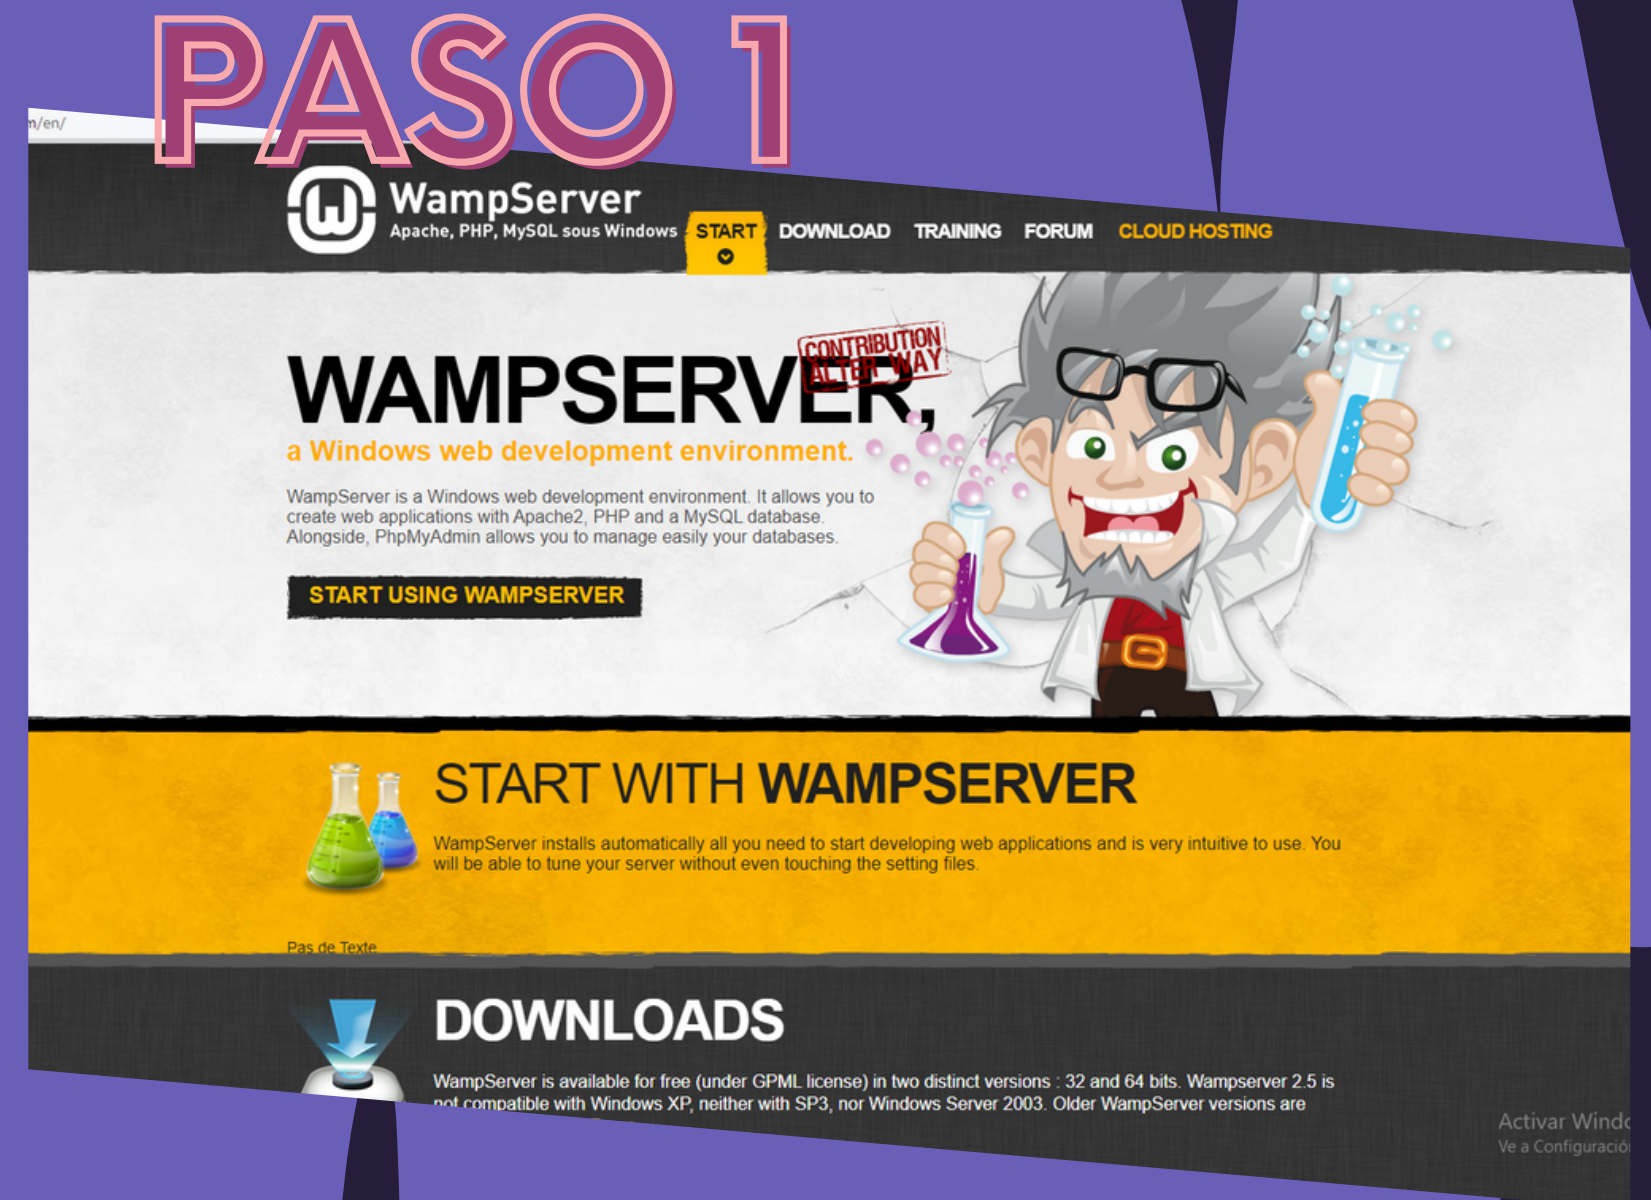 PASO 1
m/en/
WampServer
Apache, PHP, MySQL sous Windows
START
DOWNLOAD
TRAINING
FORUM
CLOUD HOSTING
CONTRIBUTION
ALTER WAY
WAMPSERVER,
a Windows web development environment.
WampServer is a Windows web development environment. It allows you to
create web applications with Apache2, PHP and a MySQL database.
Alongside, PhpMyAdmin allows you to manage easily your databases.
START USING WAMPSERVER
START WITH WAMPSERVER
WampServer installs automatically all you need to start developing web applications and is very intuitive to use. You
will be able to tune your server without even touching the setting files.
Pas de Texte
DOWNLOADS
WampServer is available for free (under GPML license) in two distinct versions : 32 and 64 bits. Wampserver 2.5 is
not compatible with Windows XP, neither with SP3, nor Windows Server 2003. Older WampServer versions are
Activar Windo
Ve a Configuració